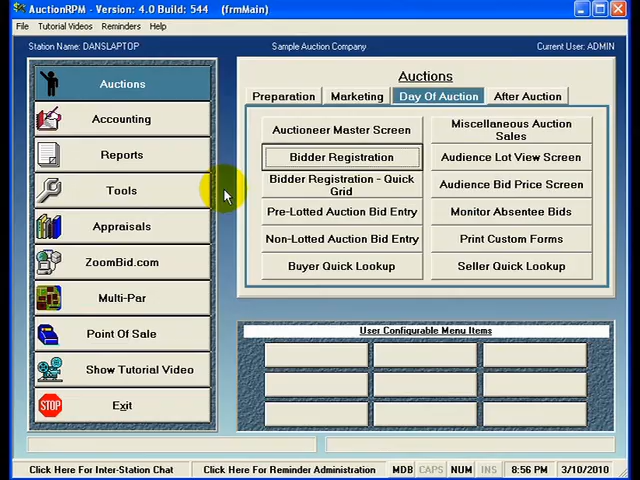 AuctionRPM - Version: 4.0 Build: 544 (frmMain)
File Tutorial Videos Reminders Help
Station Name: DANSLAPTOP Sample Auction Company Current User: ADMIN
Auctions
Accounting
Reports
Tools
Appraisals
ZoomBid.com
Multi-Par
Point Of Sale
Show Tutorial Video
STOP Exit
Auctions
Preparation Marketing Day Of Auction After Auction
Auctioneer Master Screen
Bidder Registration
Bidder Registration - Quick
Grid
Pre-Lotted Auction Bid Entry
Non-Lotted Auction Bid Entry
Buyer Quick Lookup
Miscellaneous Auction
Sales
Audience Lot View Screen
Audience Bid Price Screen
Monitor Absentee Bids
Print Custom Forms
Seller Quick Lookup
User Configurable Menu Items
Click Here For Inter-Station Chat Click Here For Reminder Administration MDB CAPS NUM INS 8:56 PM 3/10/2010